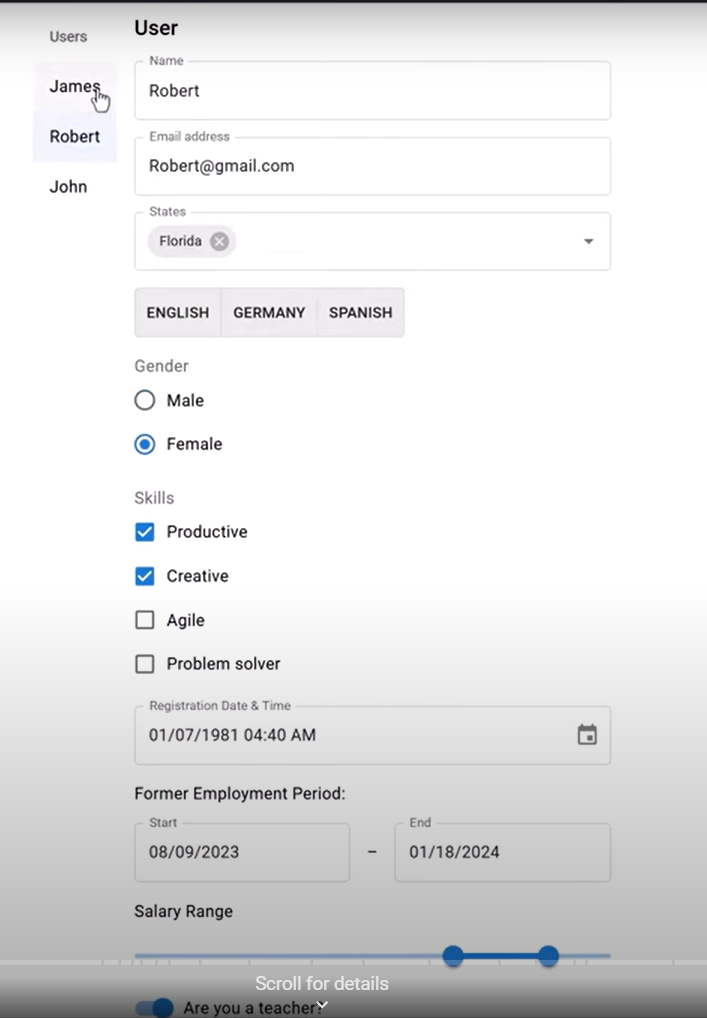 Users
James
Robert
John
User
Name
Robert
Email address
Robert@gmail.com
States
Florida
ENGLISH GERMANY SPANISH
Gender
Male
Female
Skills
Productive
Creative
Agile
Problem solver
Registration Date & Time
01/07/1981 04:40 AM
Former Employment Period:
Start
08/09/2023
–
End
01/18/2024
Salary Range
Scroll for details
Are you a teacher?